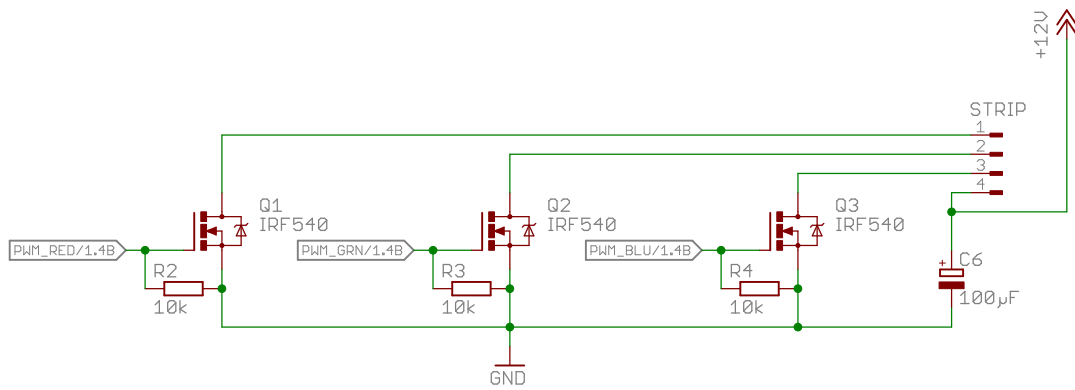 +12V
STRIP
1
2
3
4
Q1
IRF540
Q2
IRF540
Q3
IRF540
PWM_RED/1.4B
PWM_GRN/1.4B
PWM_BLU/1.4B
R2
10k
R3
10k
R4
10k
+
C6
100µF
GND